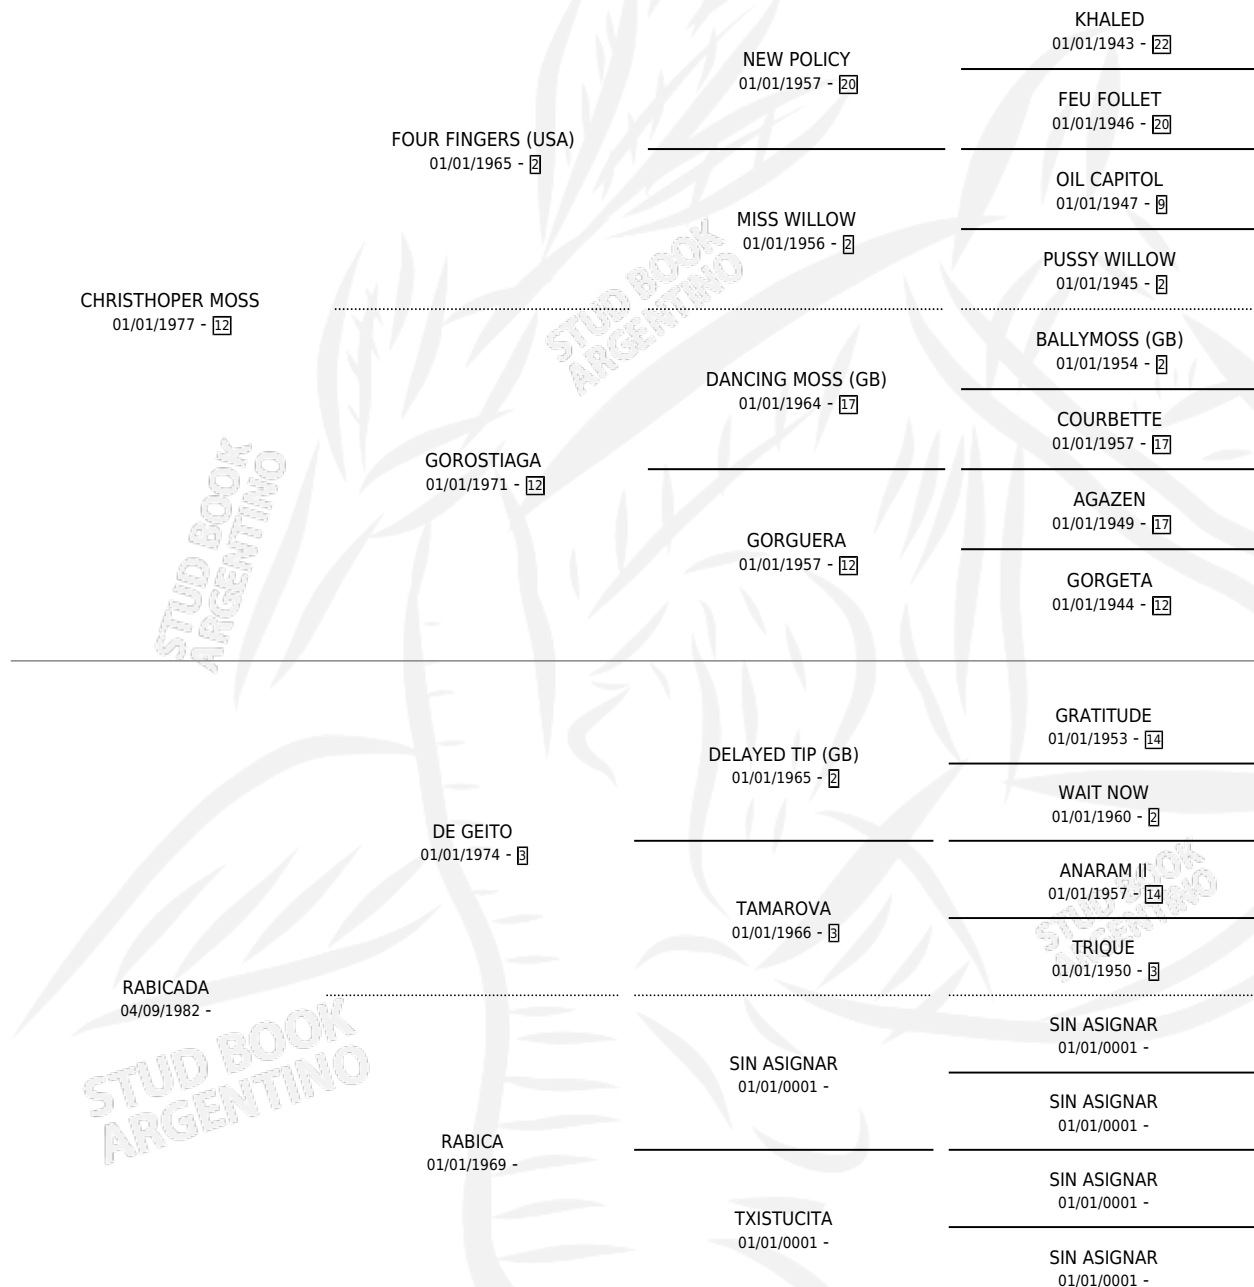 KHALED
01/01/1943 - 22
NEW POLICY
01/01/1957 - 20
FEU FOLLET
01/01/1946 - 20
FOUR FINGERS (USA)
01/01/1965 - 2
OIL CAPITOL
01/01/1947 - 9
MISS WILLOW
01/01/1956 - 2
PUSSY WILLOW
01/01/1945 - 2
CHRISTHOPER MOSS
01/01/1977 - 12
BALLYMOSS (GB)
01/01/1954 - 2
DANCING MOSS (GB)
01/01/1964 - 17
COURBETTE
01/01/1957 - 17
GOROSTIAGA
01/01/1971 - 12
AGAZEN
01/01/1949 - 17
GORGUERA
01/01/1957 - 12
GORGETA
01/01/1944 - 12
GRATITUDE
01/01/1953 - 14
DELAYED TIP (GB)
01/01/1965 - 2
WAIT NOW
01/01/1960 - 2
DE GEITO
01/01/1974 - 3
ANARAM II
01/01/1957 - 14
TAMAROVA
01/01/1966 - 3
TRIQUE
01/01/1950 - 3
RABICADA
04/09/1982 -
SIN ASIGNAR
01/01/0001 -
SIN ASIGNAR
01/01/0001 -
SIN ASIGNAR
01/01/0001 -
RABICA
01/01/1969 -
SIN ASIGNAR
01/01/0001 -
TXISTUCITA
01/01/0001 -
SIN ASIGNAR
01/01/0001 -
STUD BOOK
ARGENTINO
STUD BOOK
ARGENTINO
STUD BOOK
ARGENTINO
STUD BOOK
ARGENTINO